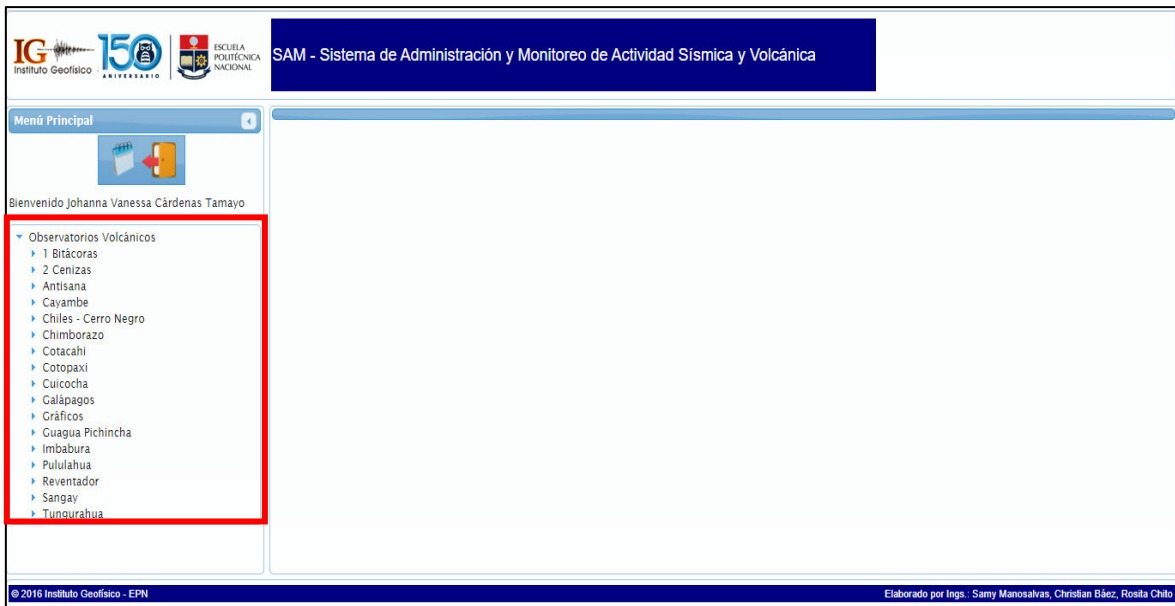 IG
Instituto Geofísico
150
ANIVERSARIO
ESCUELA
POLITÉCNICA
NACIONAL
SAM - Sistema de Administración y Monitoreo de Actividad Sísmica y Volcánica
Menú Principal
Bienvenido Johanna Vanessa Cárdenas Tamayo
Observatorios Volcánicos
1 Bitácoras
2 Cenizas
Antisana
Cayambe
Chiles - Cerro Negro
Chimborazo
Cotacahi
Cotopaxi
Cuicocha
Galápagos
Gráficos
Guagua Pichincha
Imbabura
Pululahua
Reventador
Sangay
Tungurahua
© 2016 Instituto Geofísico - EPN
Elaborado por Ings.: Samy Manosalvas, Christian Báez, Rosita Chito